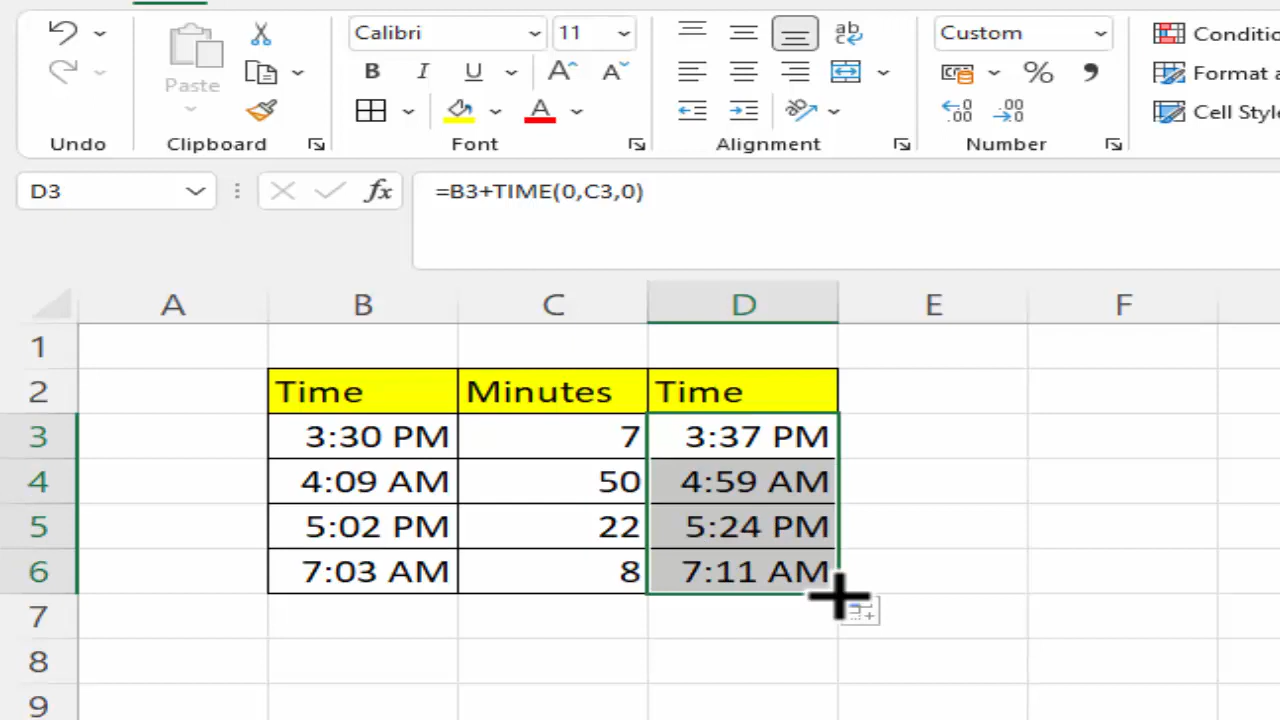 Calibri 11 Custom Conditio
Paste B I U A A % Format a
Cell Style
Undo Clipboard Font Alignment Number
D3 fx =B3+TIME(0,C3,0)
A B C D E F
1
2 Time Minutes Time
3 3:30 PM 7 3:37 PM
4 4:09 AM 50 4:59 AM
5 5:02 PM 22 5:24 PM
6 7:03 AM 8 7:11 AM
7
8
9